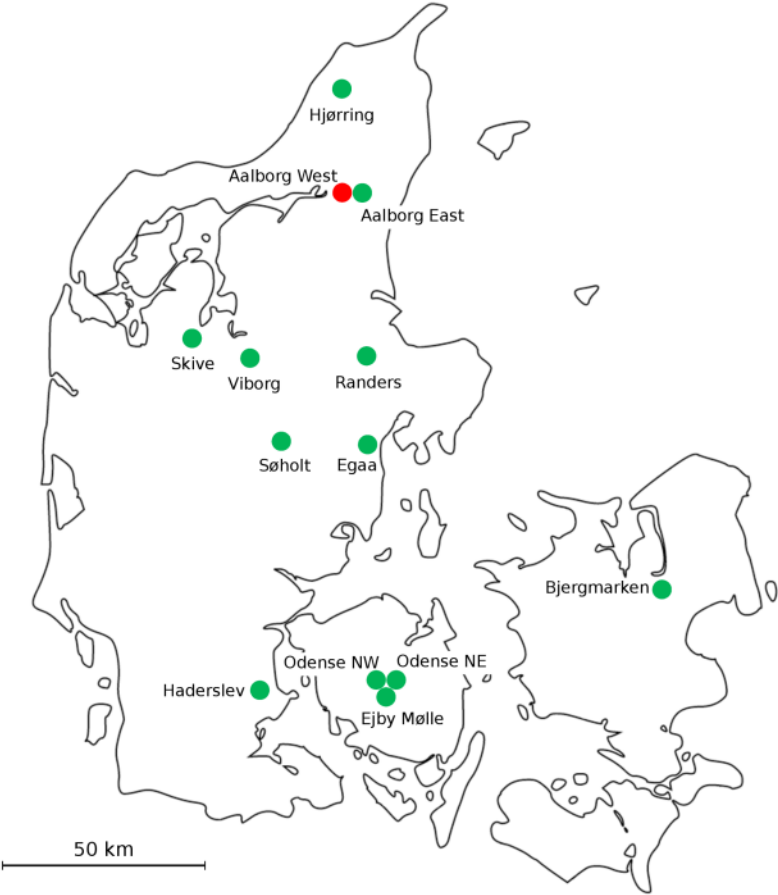 Hjørring
Aalborg West
Aalborg East
Skive
Viborg
Randers
Søholt
Egaa
Bjergmarken
Odense NW
Odense NE
Haderslev
Ejby Mølle
50 km